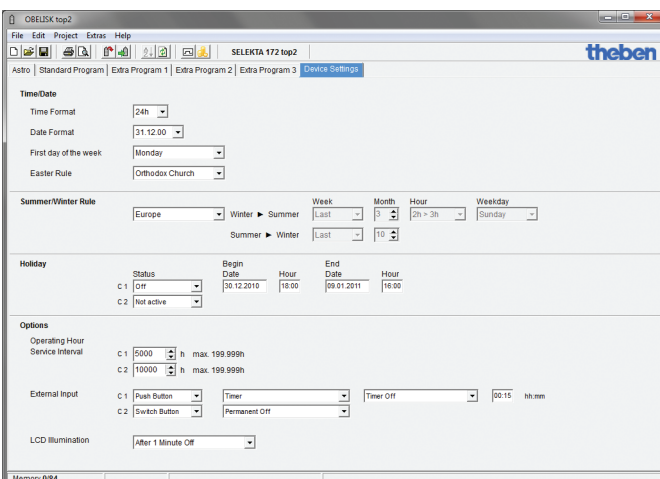 OBELISK top2
File Edit Project Extras Help
SELEKTA 172 top2
theben
Astro Standard Program Extra Program 1 Extra Program 2 Extra Program 3 Device Settings
Time/Date
Time Format 24h
Date Format 31.12.00
First day of the week Monday
Easter Rule Orthodox Church
Week Month Hour Weekday
Summer/Winter Rule
Europe Winter ► Summer Last 3 2h > 3h Sunday
Summer ► Winter Last 10
Holiday Begin End
Status Date Hour Date Hour
C 1 Off 30.12.2010 18:00 09.01.2011 16:00
C 2 Not active
Options
Operating Hour
Service Interval C 1 5000 h max. 199.999h
C 2 10000 h max. 199.999h
External Input C 1 Push Button Timer Timer Off 00:15 hh:mm
C 2 Switch Button Permanent Off
LCD Illumination After 1 Minute Off
Memory 0/84